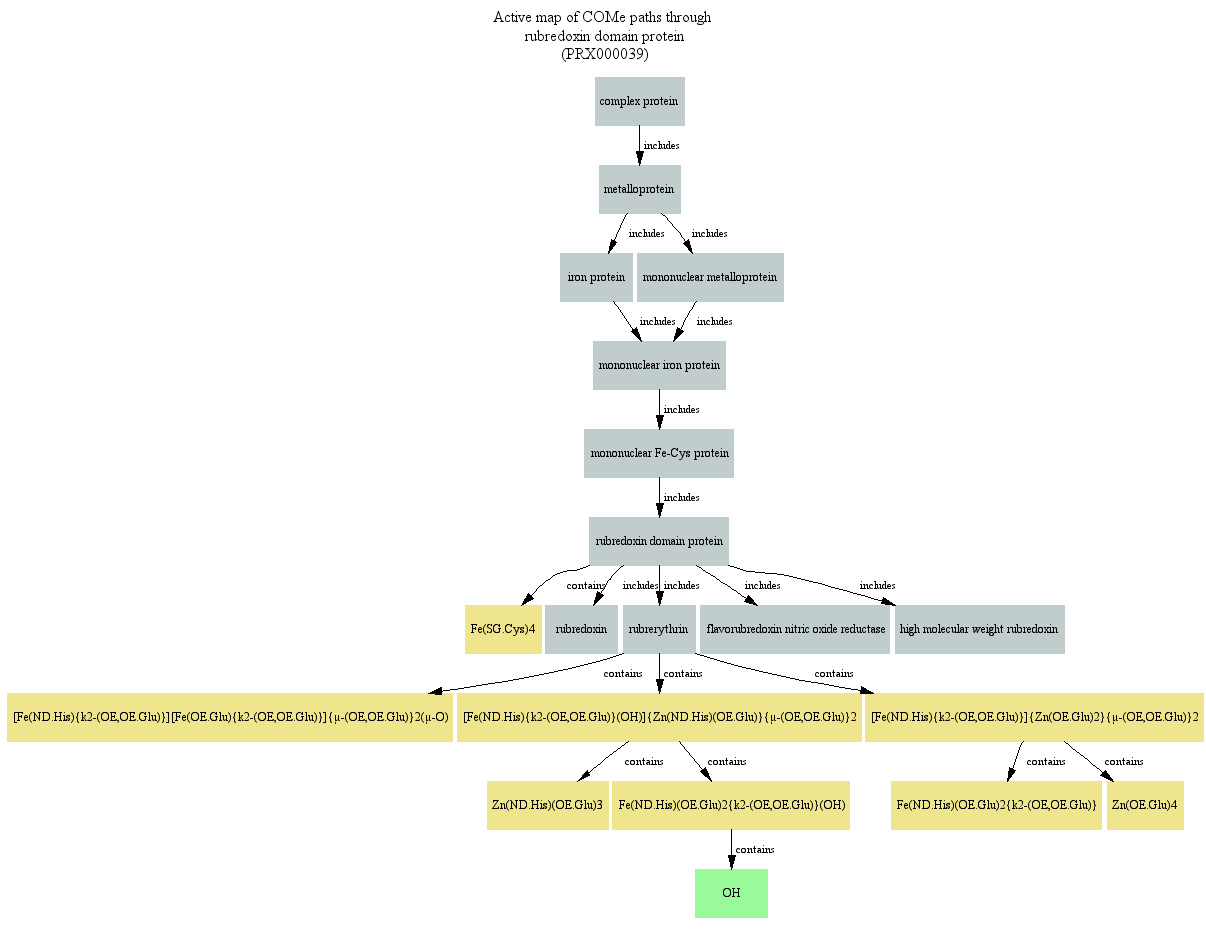 Active map of COMe paths through
rubredoxin domain protein
(PRX000039)
complex protein
includes
metalloprotein
includes
includes
iron protein
mononuclear metalloprotein
includes
includes
mononuclear iron protein
includes
mononuclear Fe-Cys protein
includes
rubredoxin domain protein
contains
includes
includes
includes
includes
Fe(SG.Cys)4
rubredoxin
rubrerythrin
flavorubredoxin nitric oxide reductase
high molecular weight rubredoxin
contains
contains
contains
[Fe(ND.His){k2-(OE,OE.Glu)}][Fe(OE.Glu){k2-(OE,OE.Glu)}]{μ-(OE,OE.Glu)}2(μ-O)
[Fe(ND.His){k2-(OE,OE.Glu)}(OH)]{Zn(ND.His)(OE.Glu)}{μ-(OE,OE.Glu)}2
[Fe(ND.His){k2-(OE,OE.Glu)}]{Zn(OE.Glu)2}{μ-(OE,OE.Glu)}2
contains
contains
contains
contains
Zn(ND.His)(OE.Glu)3
Fe(ND.His)(OE.Glu)2{k2-(OE,OE.Glu)}(OH)
Fe(ND.His)(OE.Glu)2{k2-(OE,OE.Glu)}
Zn(OE.Glu)4
contains
OH